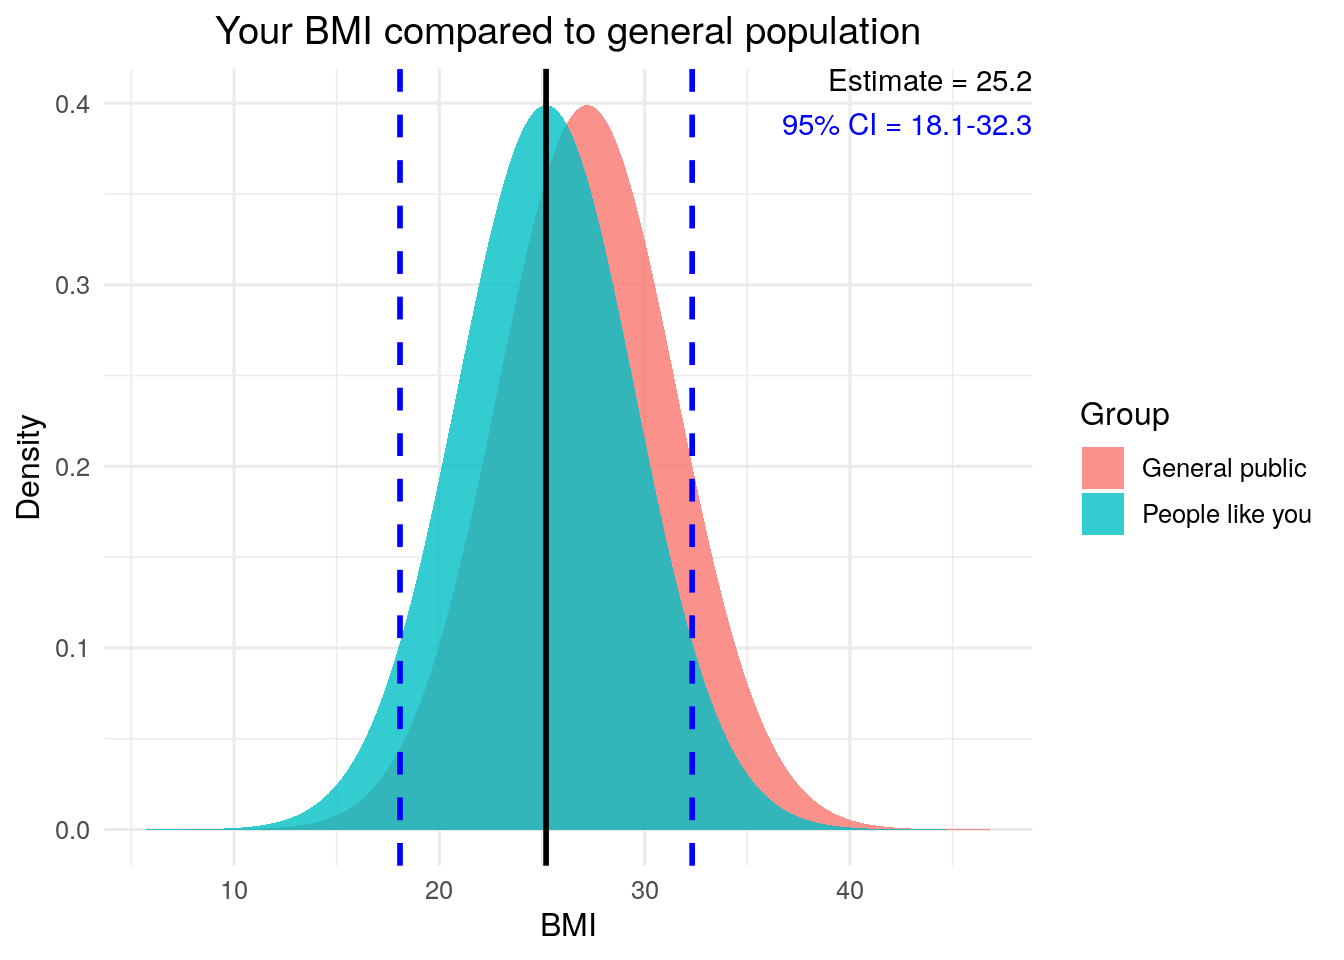 Your BMI compared to general population
Estimate = 25.2
95% CI = 18.1-32.3
0.4
0.3
0.2
0.1
0.0
Density
10
20
30
40
BMI
Group
General public
People like you